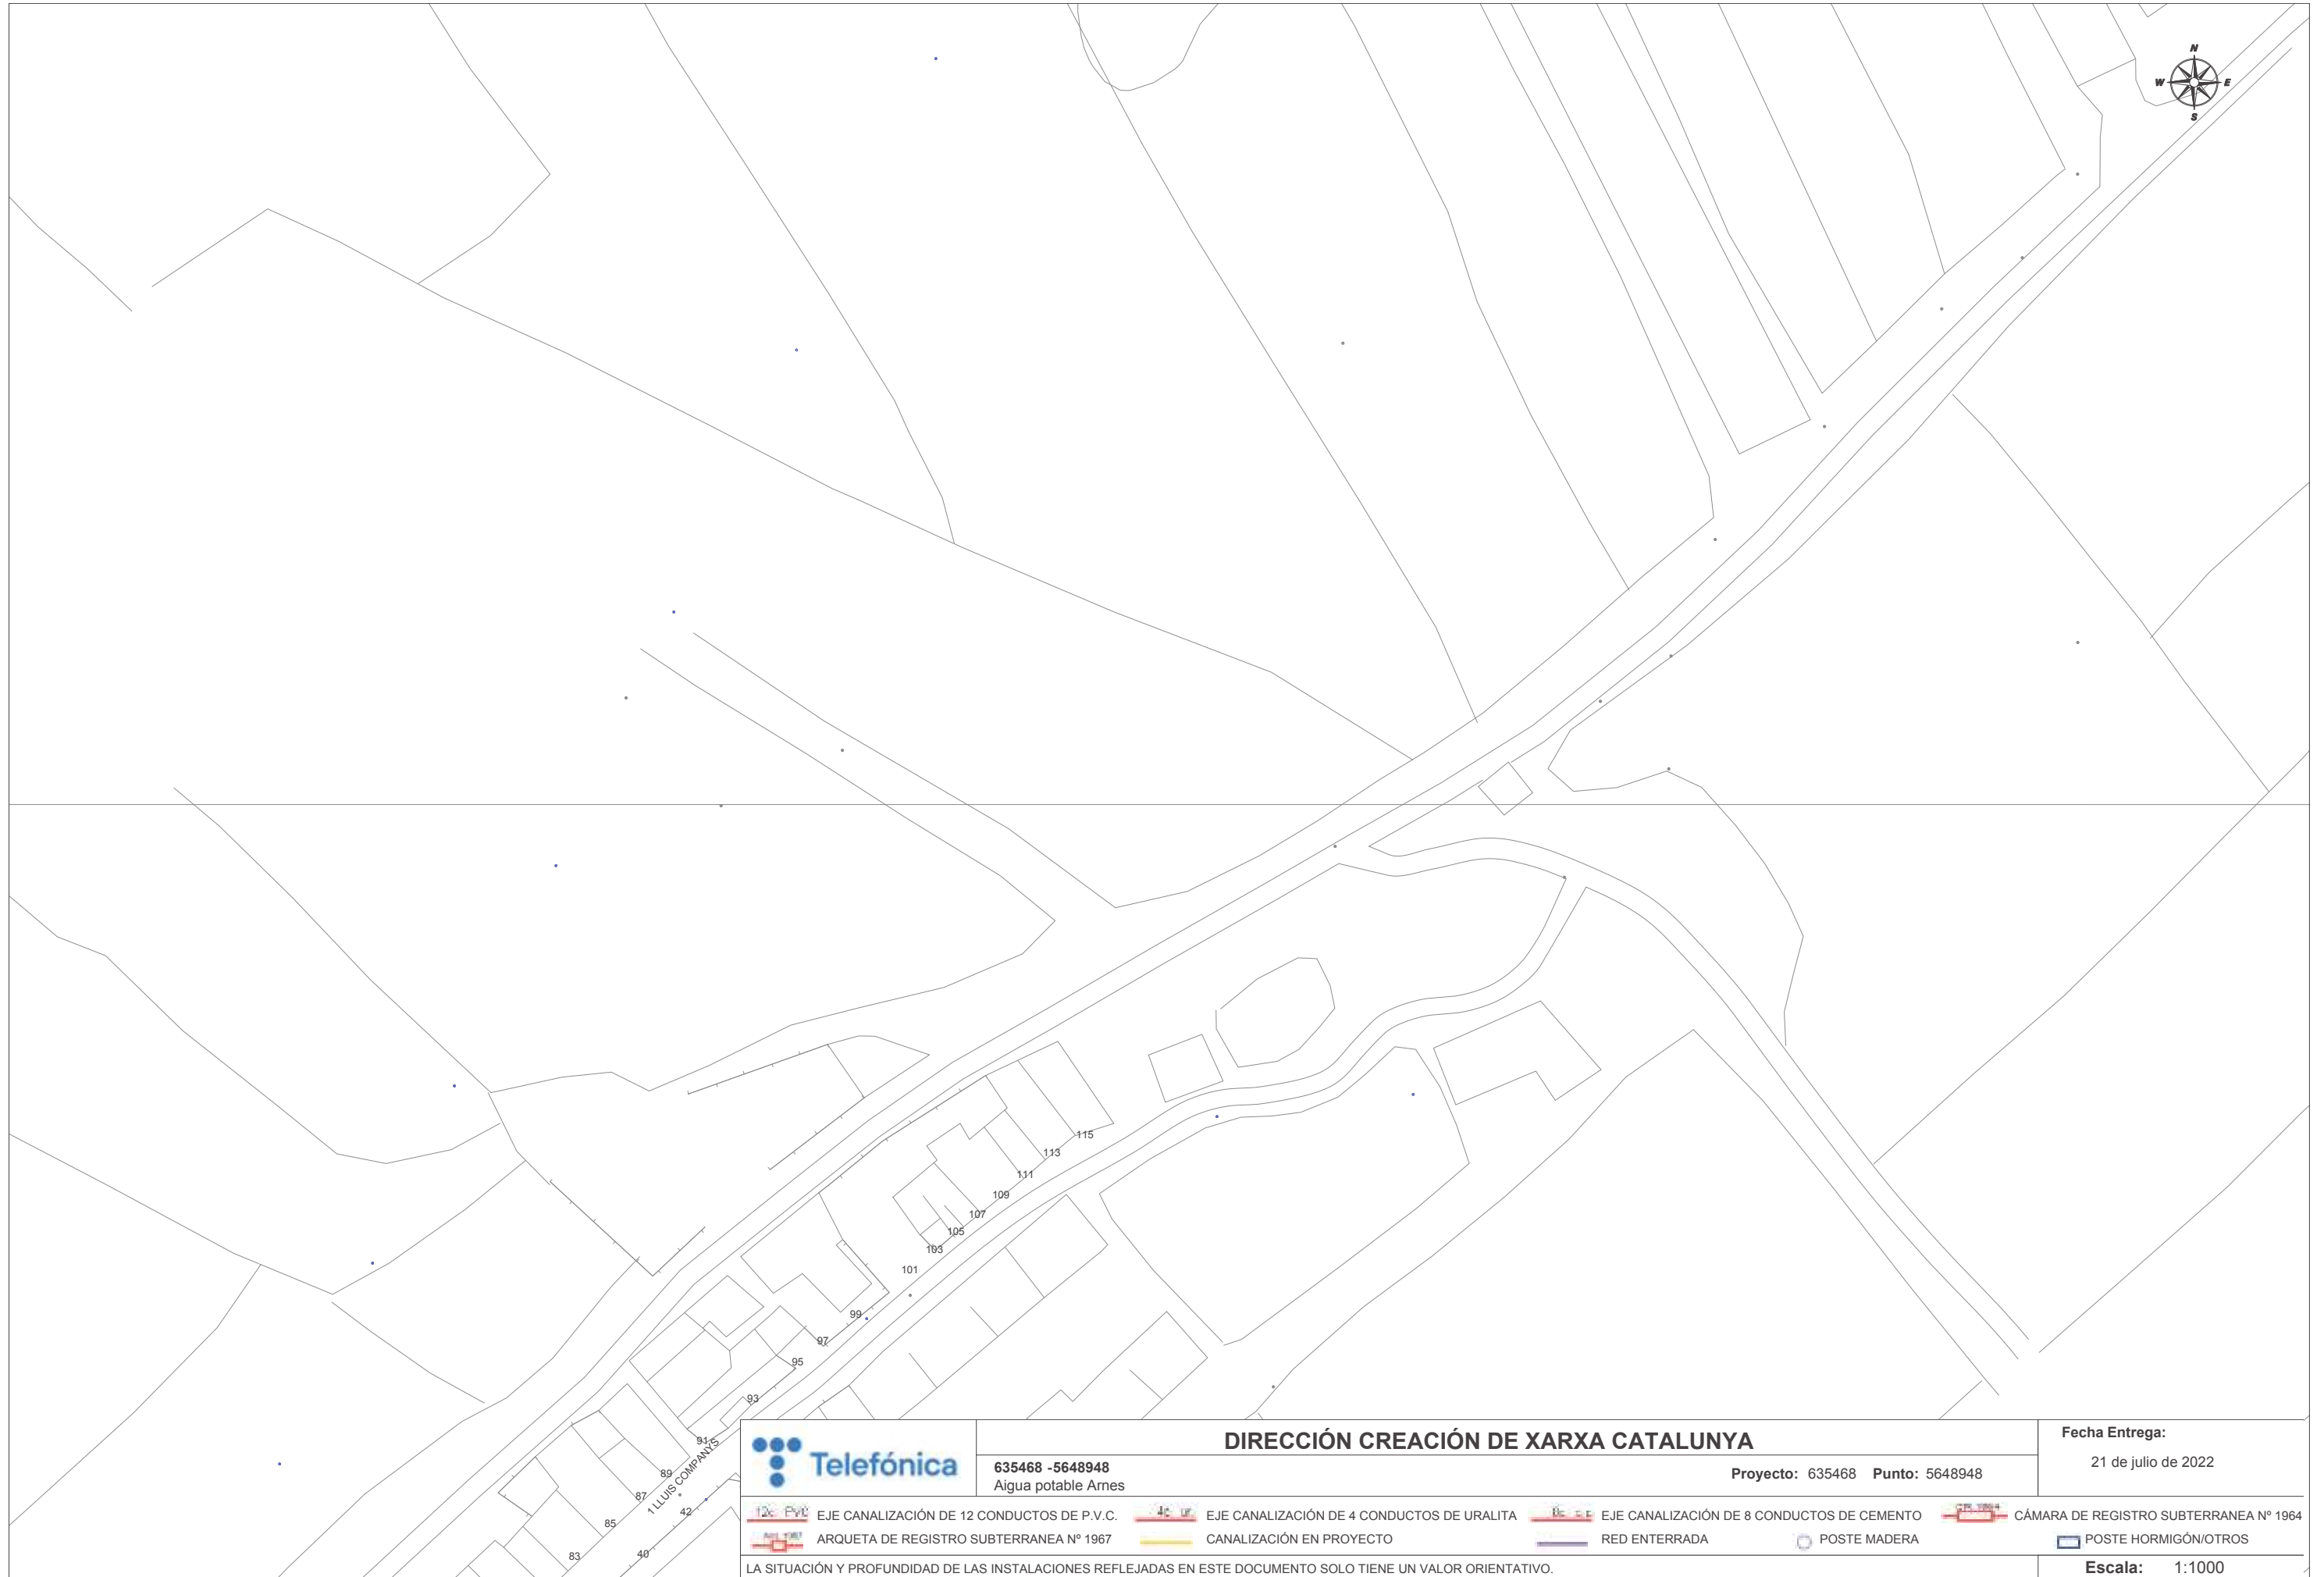 N
W E
S
115
113
111
109
107
105
103
101
99
97
95
93
91
89
1 LLUIS COMPANYS
87
42
85
83
40
Telefónica
DIRECCIÓN CREACIÓN DE XARXA CATALUNYA
635468 -5648948
Aigua potable Arnes
Proyecto: 635468 Punto: 5648948
Fecha Entrega:
21 de julio de 2022
EJE CANALIZACIÓN DE 12 CONDUCTOS DE P.V.C.
EJE CANALIZACIÓN DE 4 CONDUCTOS DE URALITA
EJE CANALIZACIÓN DE 8 CONDUCTOS DE CEMENTO
CÁMARA DE REGISTRO SUBTERRANEA Nº 1964
ARQUETA DE REGISTRO SUBTERRANEA Nº 1967
CANALIZACIÓN EN PROYECTO
RED ENTERRADA
POSTE MADERA
POSTE HORMIGÓN/OTROS
LA SITUACIÓN Y PROFUNDIDAD DE LAS INSTALACIONES REFLEJADAS EN ESTE DOCUMENTO SOLO TIENE UN VALOR ORIENTATIVO.
Escala: 1:1000